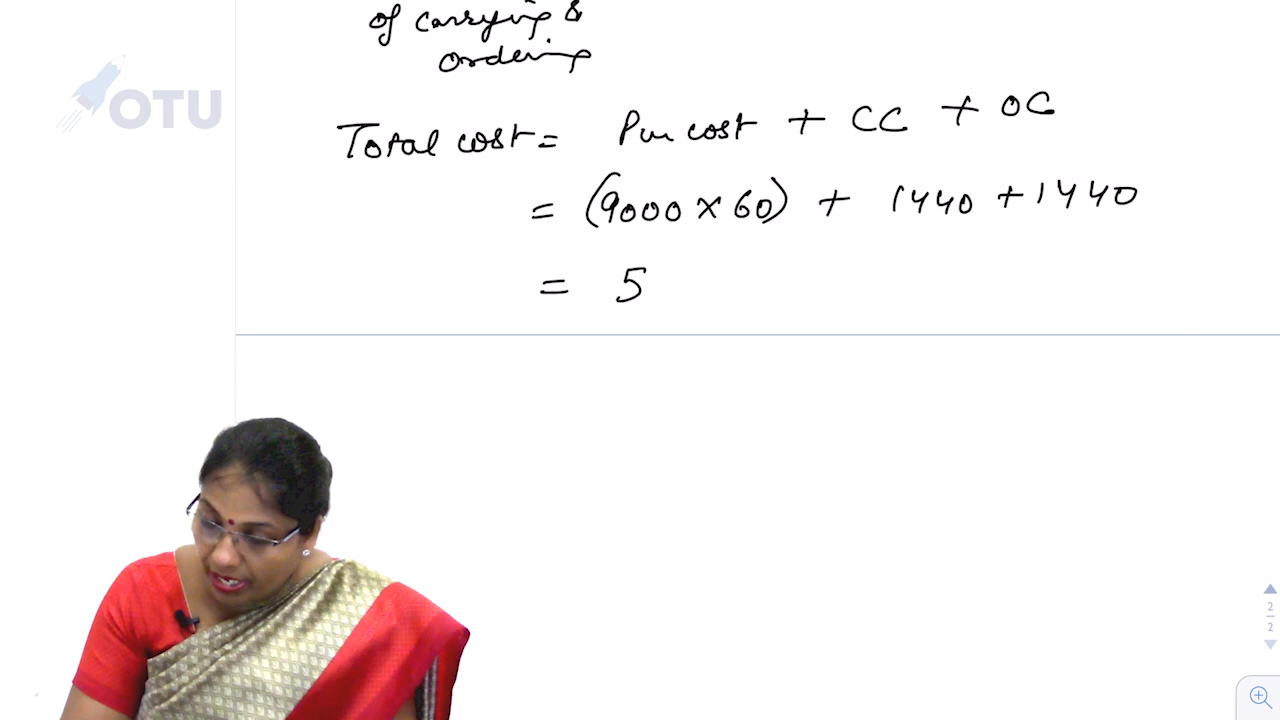 of carrying &
ordering
OTU
Total cost = Pur cost + CC + OC
= (9000 × 60) + 1440 + 1440
= 5
2
2